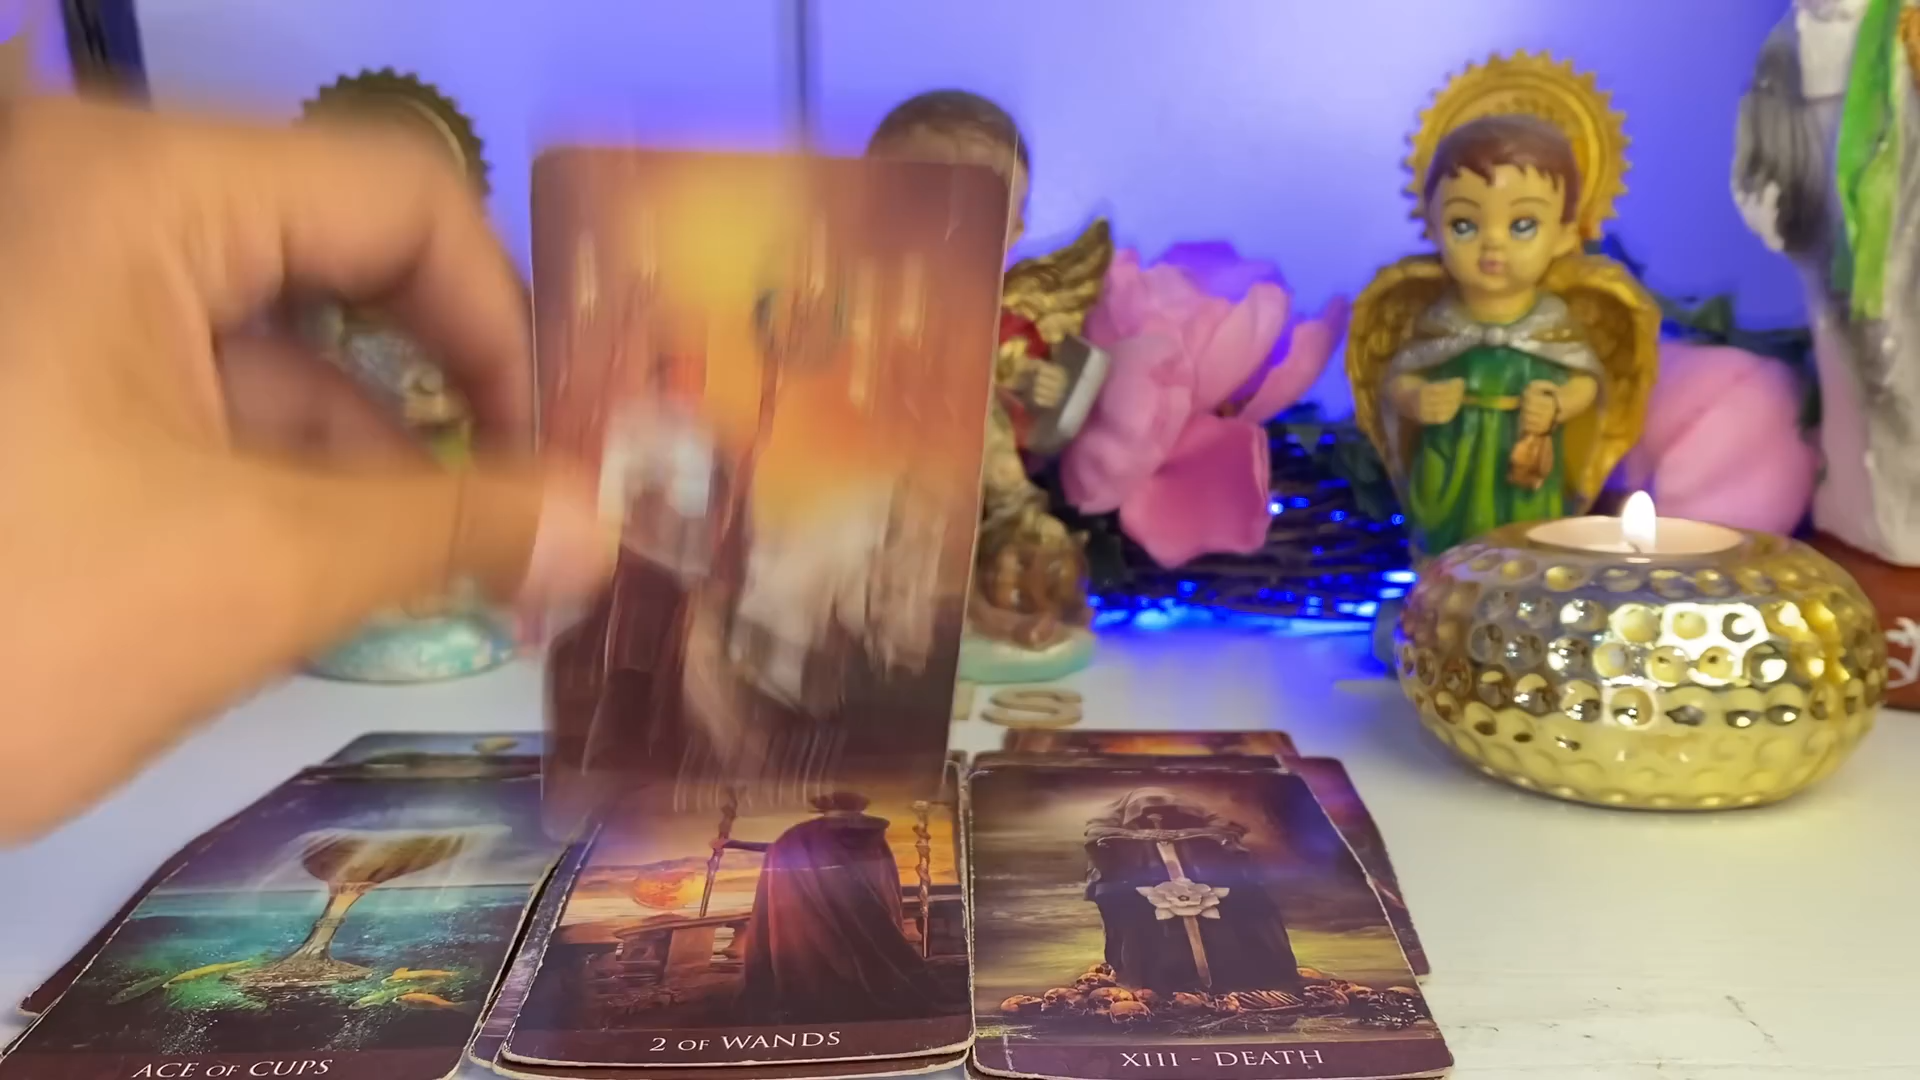 S
2 OF WANDS
XIII - DEATH
ACE OF CUPS